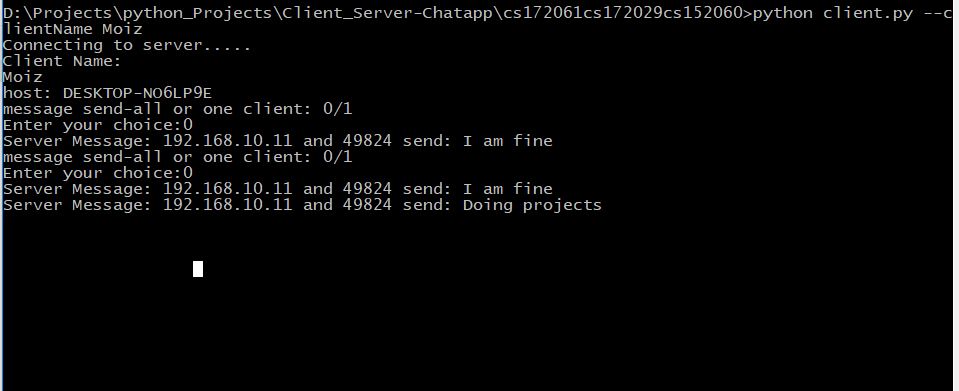 D:\Projects\python_Projects\Client_Server-Chatapp\cs172061cs172029cs152060>python client.py --c
lientName Moiz
Connecting to server.....
Client Name:
Moiz
host: DESKTOP-NO6LP9E
message send-all or one client: 0/1
Enter your choice:0
Server Message: 192.168.10.11 and 49824 send: I am fine
message send-all or one client: 0/1
Enter your choice:0
Server Message: 192.168.10.11 and 49824 send: I am fine
Server Message: 192.168.10.11 and 49824 send: Doing projects